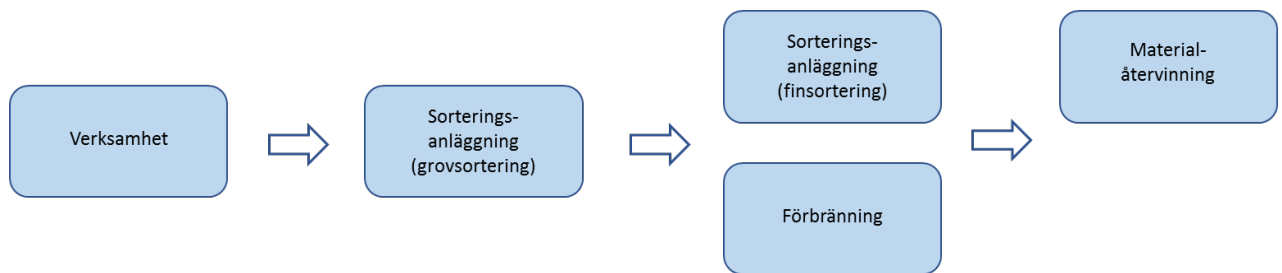 Verksamhet
Sorterings-
anläggning
(grovsortering)
Sorterings-
anläggning
(finsortering)
Förbränning
Material-
återvinning